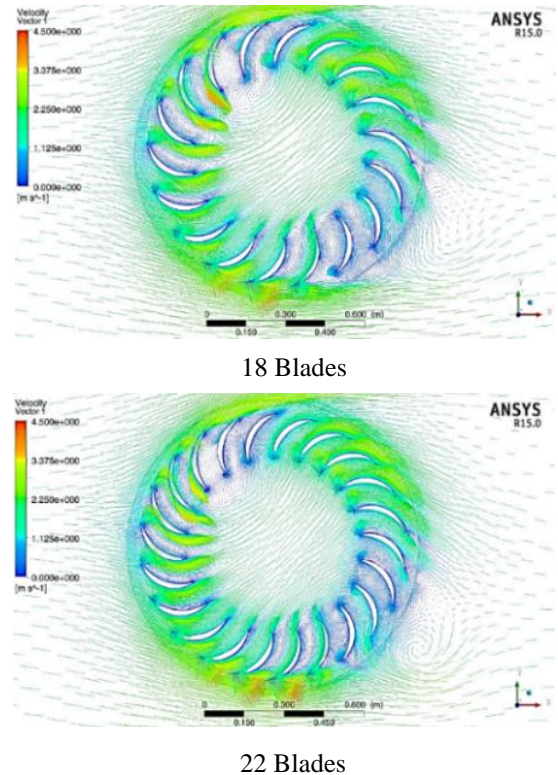 Velocity
Vector 1
ANSYS
R15.0
4.500e+000
3.375e+000
2.250e+000
1.125e+000
0.000e+000
[m s^-1]
0.300
0.600 (m)
0.150
0.400
Y
X
18 Blades
Velocity
Vector 1
ANSYS
R15.0
4.500e+000
3.375e+000
2.250e+000
1.125e+000
0.000e+000
[m s^-1]
0
0.300
0.600 (m)
0.150
0.450
Y
X
22 Blades